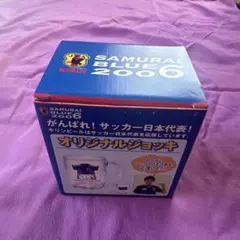 SAMURAI
BLUE
2006
SAMURAI
BLUE
2006
がんばれ！サッカー日本代表！
キリンビールはサッカー日本代表を応援しています。
オリジナルジョッキ